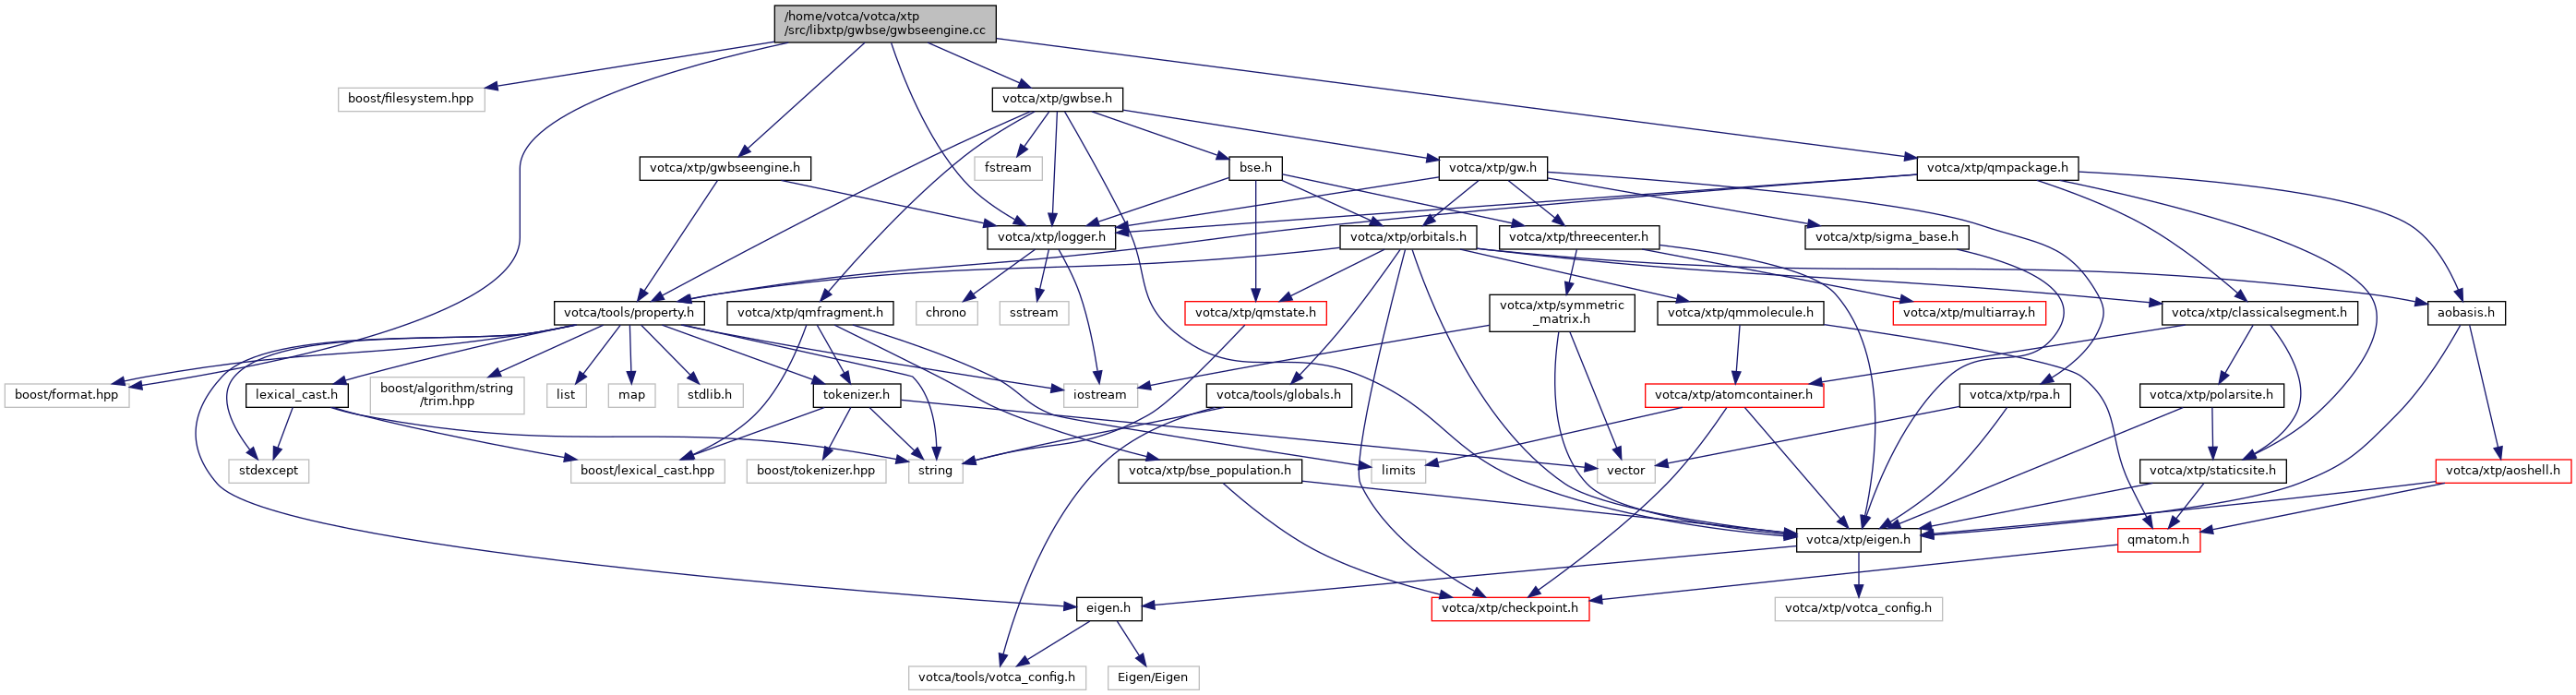 /home/votca/votca/xtp
/src/libxtp/gwbse/gwbseengine.cc
boost/filesystem.hpp
votca/xtp/gwbse.h
votca/xtp/gwbseengine.h
fstream
bse.h
votca/xtp/gw.h
votca/xtp/qmpackage.h
votca/xtp/logger.h
votca/xtp/orbitals.h
votca/xtp/threecenter.h
votca/xtp/sigma_base.h
votca/tools/property.h
votca/xtp/qmfragment.h
chrono
sstream
votca/xtp/qmstate.h
votca/xtp/symmetric
_matrix.h
votca/xtp/qmmolecule.h
votca/xtp/multiarray.h
votca/xtp/classicalsegment.h
aobasis.h
boost/format.hpp
lexical_cast.h
boost/algorithm/string
/trim.hpp
list
map
stdlib.h
tokenizer.h
iostream
votca/tools/globals.h
votca/xtp/atomcontainer.h
votca/xtp/rpa.h
votca/xtp/polarsite.h
stdexcept
boost/lexical_cast.hpp
boost/tokenizer.hpp
string
votca/xtp/bse_population.h
limits
vector
votca/xtp/staticsite.h
votca/xtp/aoshell.h
votca/xtp/eigen.h
qmatom.h
eigen.h
votca/xtp/checkpoint.h
votca/xtp/votca_config.h
votca/tools/votca_config.h
Eigen/Eigen